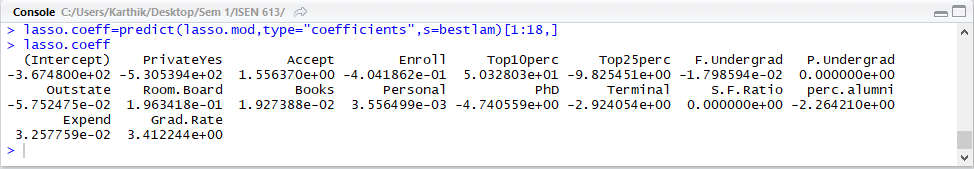 Console C:/Users/Karthik/Desktop/Sem 1/ISEN 613/
> lasso.coeff=predict(lasso.mod,type="coefficients",s=bestlam)[1:18,]
> lasso.coeff
(Intercept) PrivateYes Accept Enroll Top10perc Top25perc F.Undergrad P.Undergrad
-3.674800e+02 -5.305394e+02 1.556370e+00 -4.041862e-01 5.032803e+01 -9.825451e+00 -1.798594e-02 0.000000e+00
Outstate Room.Board Books Personal PhD Terminal S.F.Ratio perc.alumni
-5.752475e-02 1.963418e-01 1.927388e-02 3.556499e-03 -4.740559e+00 -2.924054e+00 0.000000e+00 -2.264210e+00
Expend Grad.Rate
3.257759e-02 3.412244e+00
>